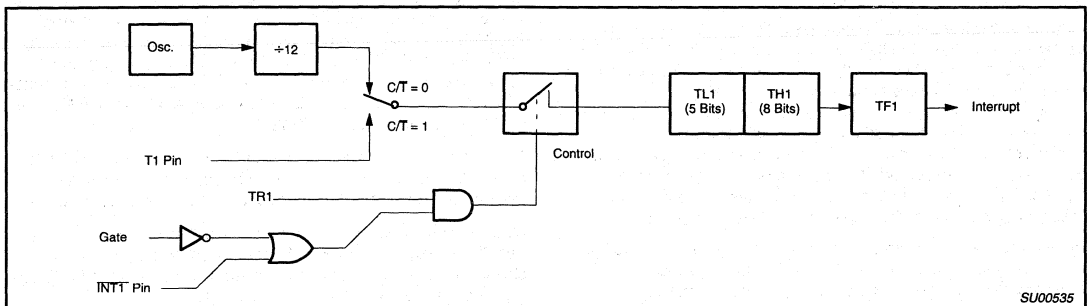 Osc.
÷12
C/T̅ = 0
C/T̅ = 1
TL1
(5 Bits)
TH1
(8 Bits)
TF1
Interrupt
T1 Pin
Control
TR1
Gate
I̅N̅T̅1̅ Pin
SU00535